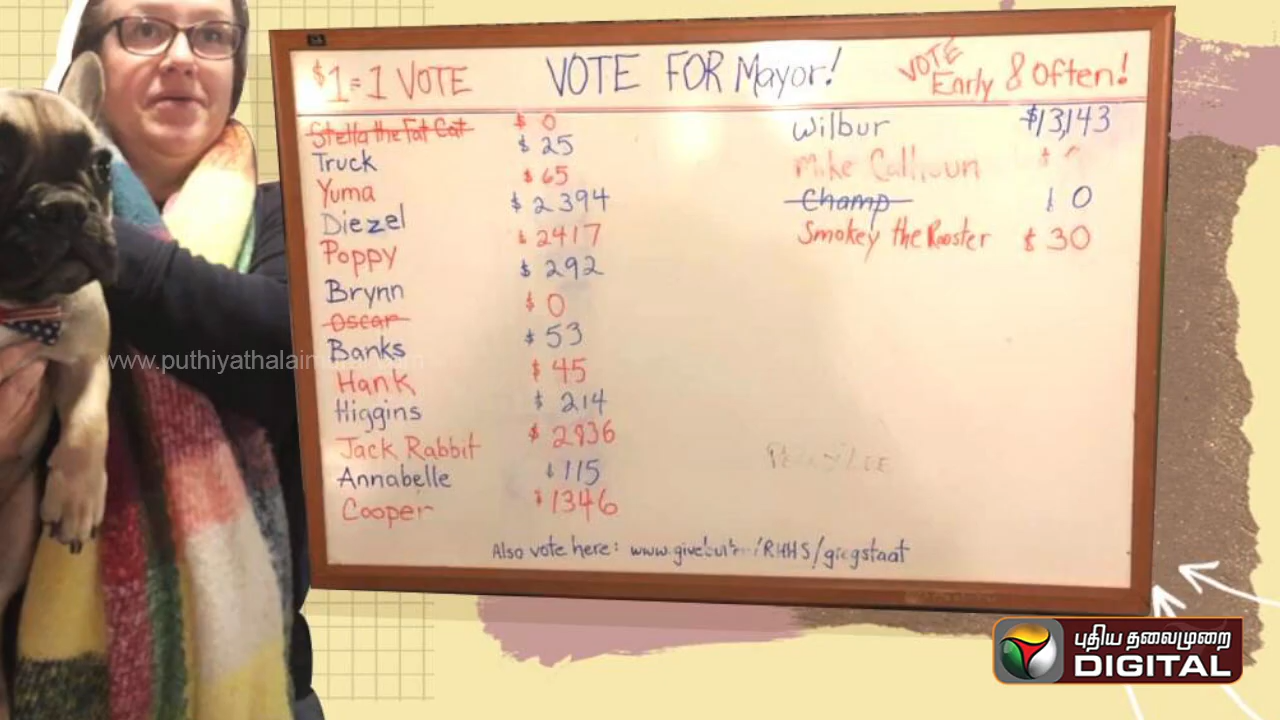 $1=1 VOTE VOTE FOR Mayor! VOTE Early & Often!
Stella the Fat Cat $ 0
Truck $ 25
Yuma $ 65
Diezel $ 2394
Poppy $ 2417
Brynn $ 292
Oscar $ 0
Banks $ 53
Hank $ 45
Higgins $ 214
Jack Rabbit $ 2936
Annabelle $ 115
Cooper $ 1346
Wilbur $13,143
Mike Calhoun $
Champ $ 0
Smokey the Rooster $ 30
Also vote here:
www.puthiyathalaimurai.com
புதிய தலைமுறை
DIGITAL